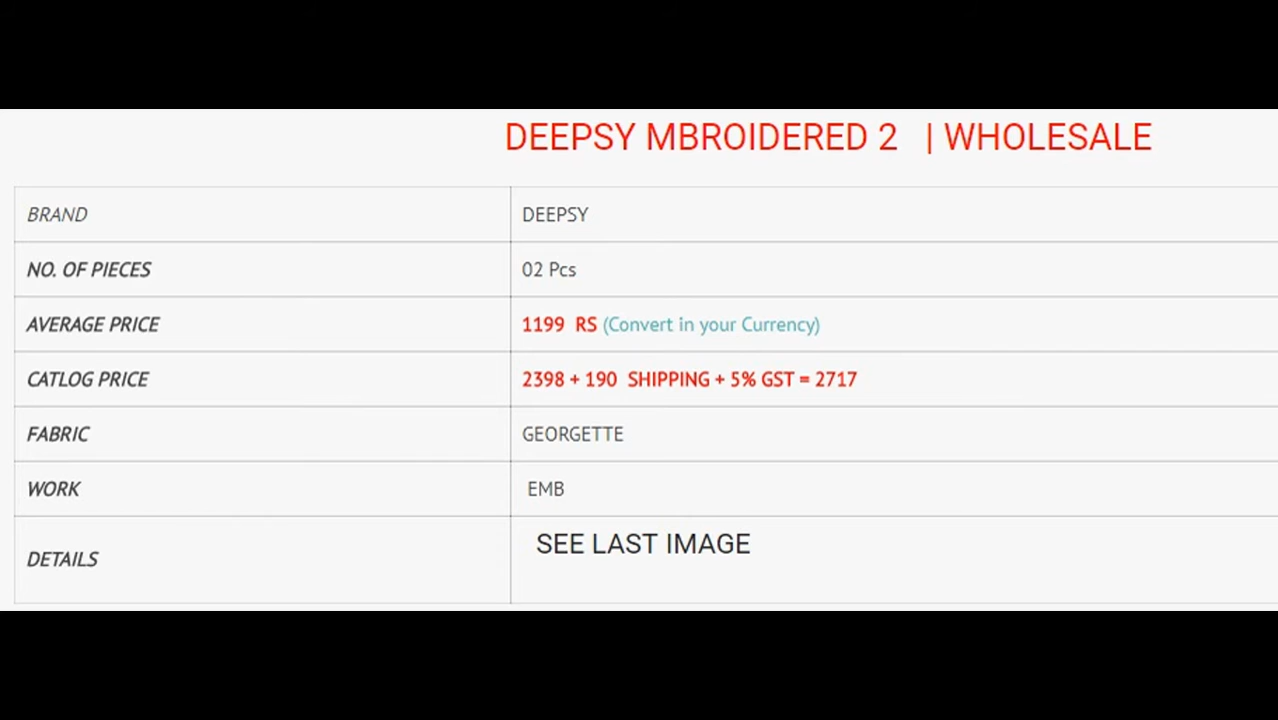 DEEPSY MBROIDERED 2 | WHOLESALE
BRAND DEEPSY
NO. OF PIECES 02 Pcs
AVERAGE PRICE 1199 RS (Convert in your Currency)
CATLOG PRICE 2398 + 190 SHIPPING + 5% GST = 2717
FABRIC GEORGETTE
WORK EMB
DETAILS SEE LAST IMAGE